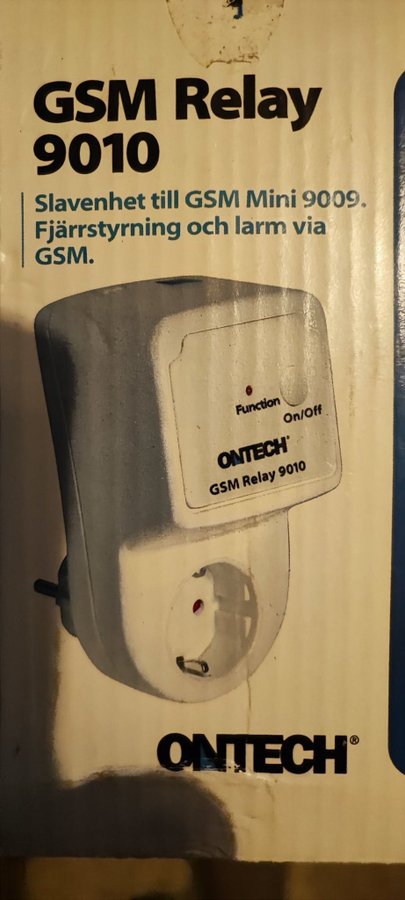 GSM Relay
9010
Slavenhet till GSM Mini 9009.
Fjärrstyrning och larm via
GSM.
Function
On/Off
ONTECH
GSM Relay 9010
ONTECH®